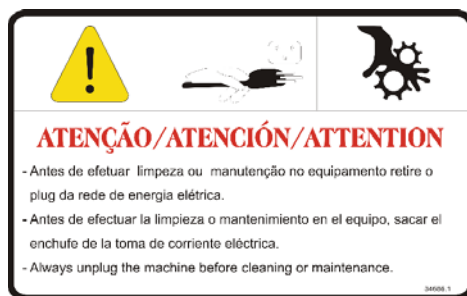 ATENÇÃO/ATENCIÓN/ATTENTION
- Antes de efetuar limpeza ou manutenção no equipamento retire o
plug da rede de energia elétrica.
- Antes de efectuar la limpieza o mantenimiento en el equipo, sacar el
enchufe de la toma de corriente eléctrica.
- Always unplug the machine before cleaning or maintenance.